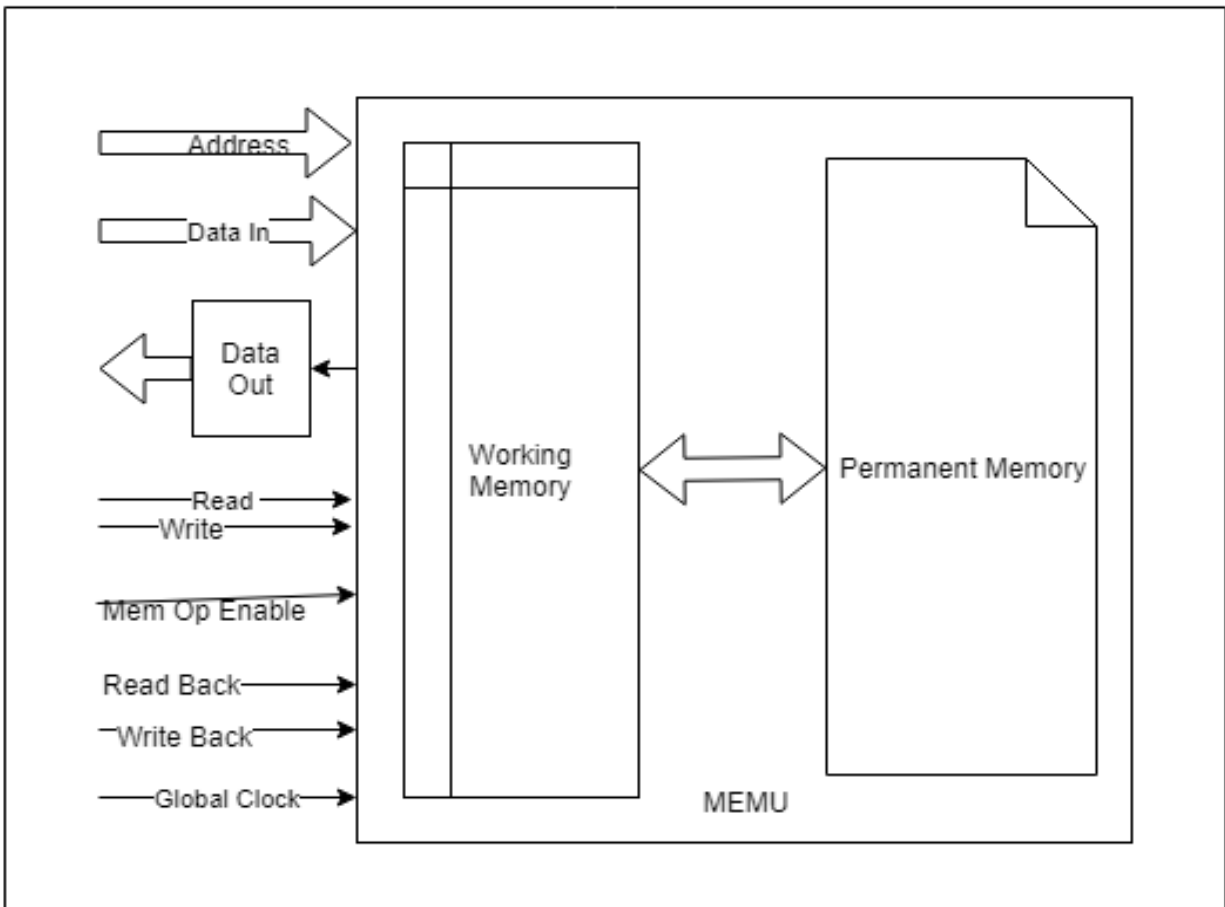 Address
Data In
Data
Out
Read
Write
Mem Op Enable
Read Back
Write Back
Global Clock
Working
Memory
Permanent Memory
MEMU